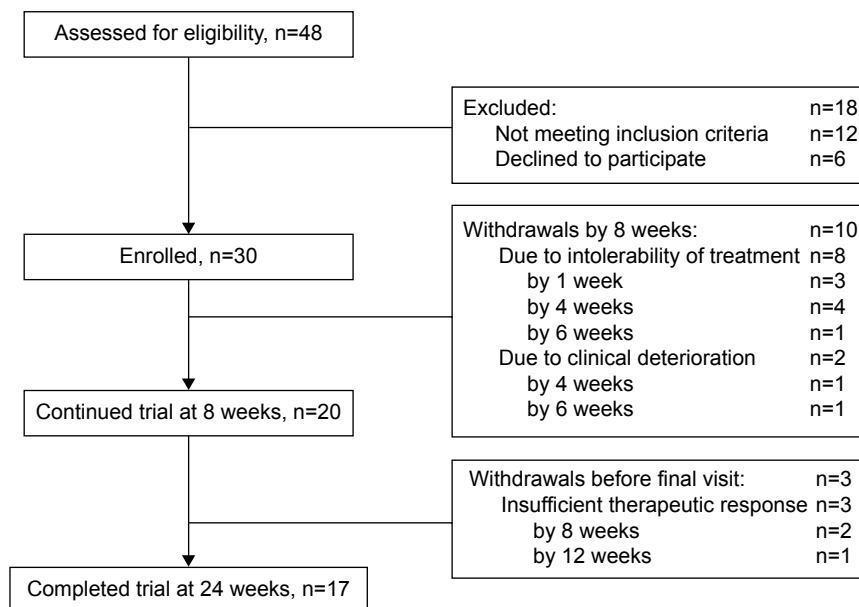 Assessed for eligibility, n=48
Excluded: n=18
Not meeting inclusion criteria n=12
Declined to participate n=6
Enrolled, n=30
Withdrawals by 8 weeks: n=10
Due to intolerability of treatment n=8
by 1 week n=3
by 4 weeks n=4
by 6 weeks n=1
Due to clinical deterioration n=2
by 4 weeks n=1
by 6 weeks n=1
Continued trial at 8 weeks, n=20
Withdrawals before final visit: n=3
Insufficient therapeutic response n=3
by 8 weeks n=2
by 12 weeks n=1
Completed trial at 24 weeks, n=17